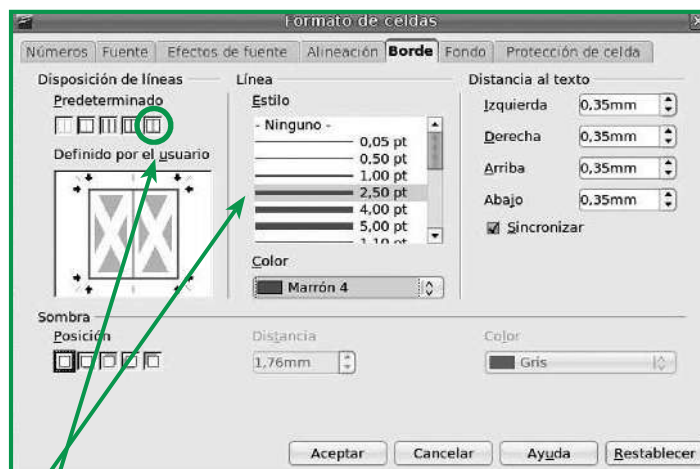 Formato de celdas
Números Fuente Efectos de fuente Alineación Borde Fondo Protección de celda
Disposición de líneas
Predeterminado
Definido por el usuario
Línea
Estilo
- Ninguno -
0,05 pt
0,50 pt
1,00 pt
2,50 pt
4,00 pt
5,00 pt
1,10 pt
Color
Marrón 4
Distancia al texto
Izquierda 0,35mm
Derecha 0,35mm
Arriba 0,35mm
Abajo 0,35mm
Sincronizar
Sombra
Posición
Distancia
1,76mm
Color
Gris
Aceptar Cancelar Ayuda Restablecer